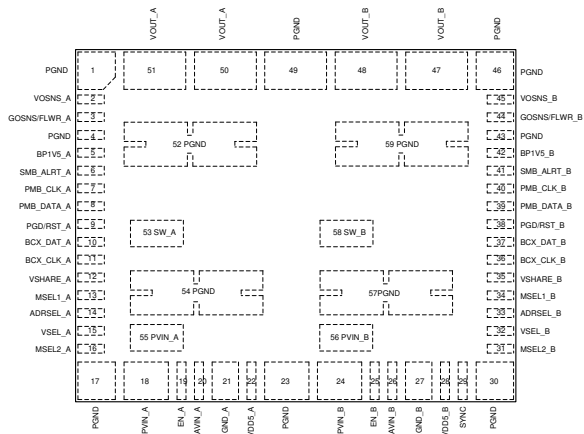 VOUT_A VOUT_A PGND VOUT_B VOUT_B PGND
PGND 1 51 50 49 48 47 46 PGND
VOSNS_A 2 45 VOSNS_B
GOSNS/FLWR_A 3 44 GOSNS/FLWR_B
PGND 4 52 PGND 59 PGND 43 PGND
BP1V5_A 5 42 BP1V5_B
SMB_ALRT_A 6 41 SMB_ALRT_B
PMB_CLK_A 7 40 PMB_CLK_B
PMB_DATA_A 8 39 PMB_DATA_B
PGD/RST_A 9 53 SW_A 58 SW_B 38 PGD/RST_B
BCX_DAT_A 10 37 BCX_DAT_B
BCX_CLK_A 11 36 BCX_CLK_B
VSHARE_A 12 35 VSHARE_B
MSEL1_A 13 54 PGND 57PGND 34 MSEL1_B
ADRSEL_A 14 33 ADRSEL_B
VSEL_A 15 55 PVIN_A 56 PVIN_B 32 VSEL_B
MSEL2_A 16 31 MSEL2_B
17 18 19 20 21 22 23 24 25 26 27 28 29 30
PGND PVIN_A EN_A AVIN_A GND_A VDD5_A PGND PVIN_B EN_B AVIN_B GND_B VDD5_B SYNC PGND